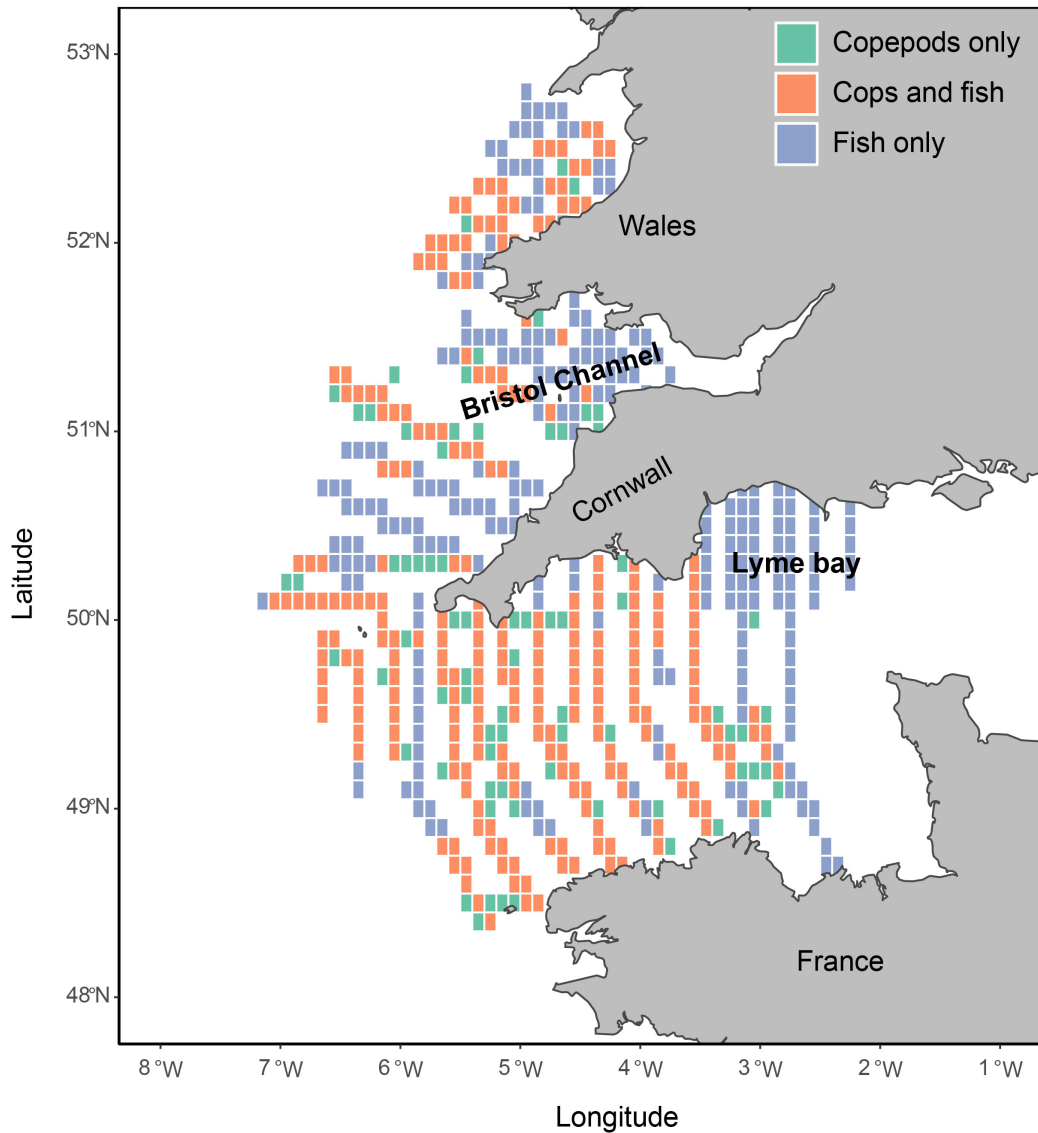 53°N
Copepods only
Cops and fish
Fish only
Wales
52°N
Bristol Channel
51°N
Cornwall
Lyme bay
50°N
Laitude
49°N
France
48°N
8°W 7°W 6°W 5°W 4°W 3°W 2°W 1°W
Longitude